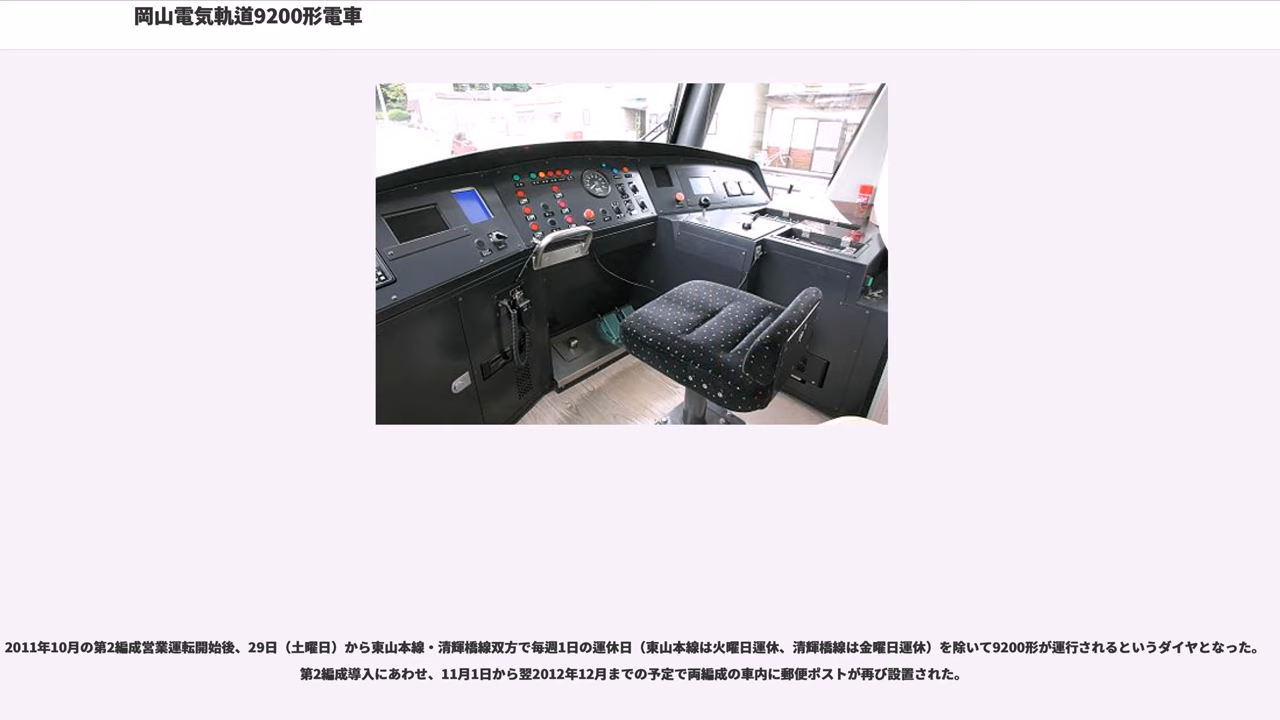 岡山電気軌道9200形電車
2011年10月の第2編成営業運転開始後、29日（土曜日）から東山本線・清輝橋線双方で毎週1日の運休日（東山本線は火曜日運休、清輝橋線は金曜日運休）を除いて9200形が運行されるというダイヤとなった。
第2編成導入にあわせ、11月1日から翌2012年12月までの予定で両編成の車内に郵便ポストが再び設置された。